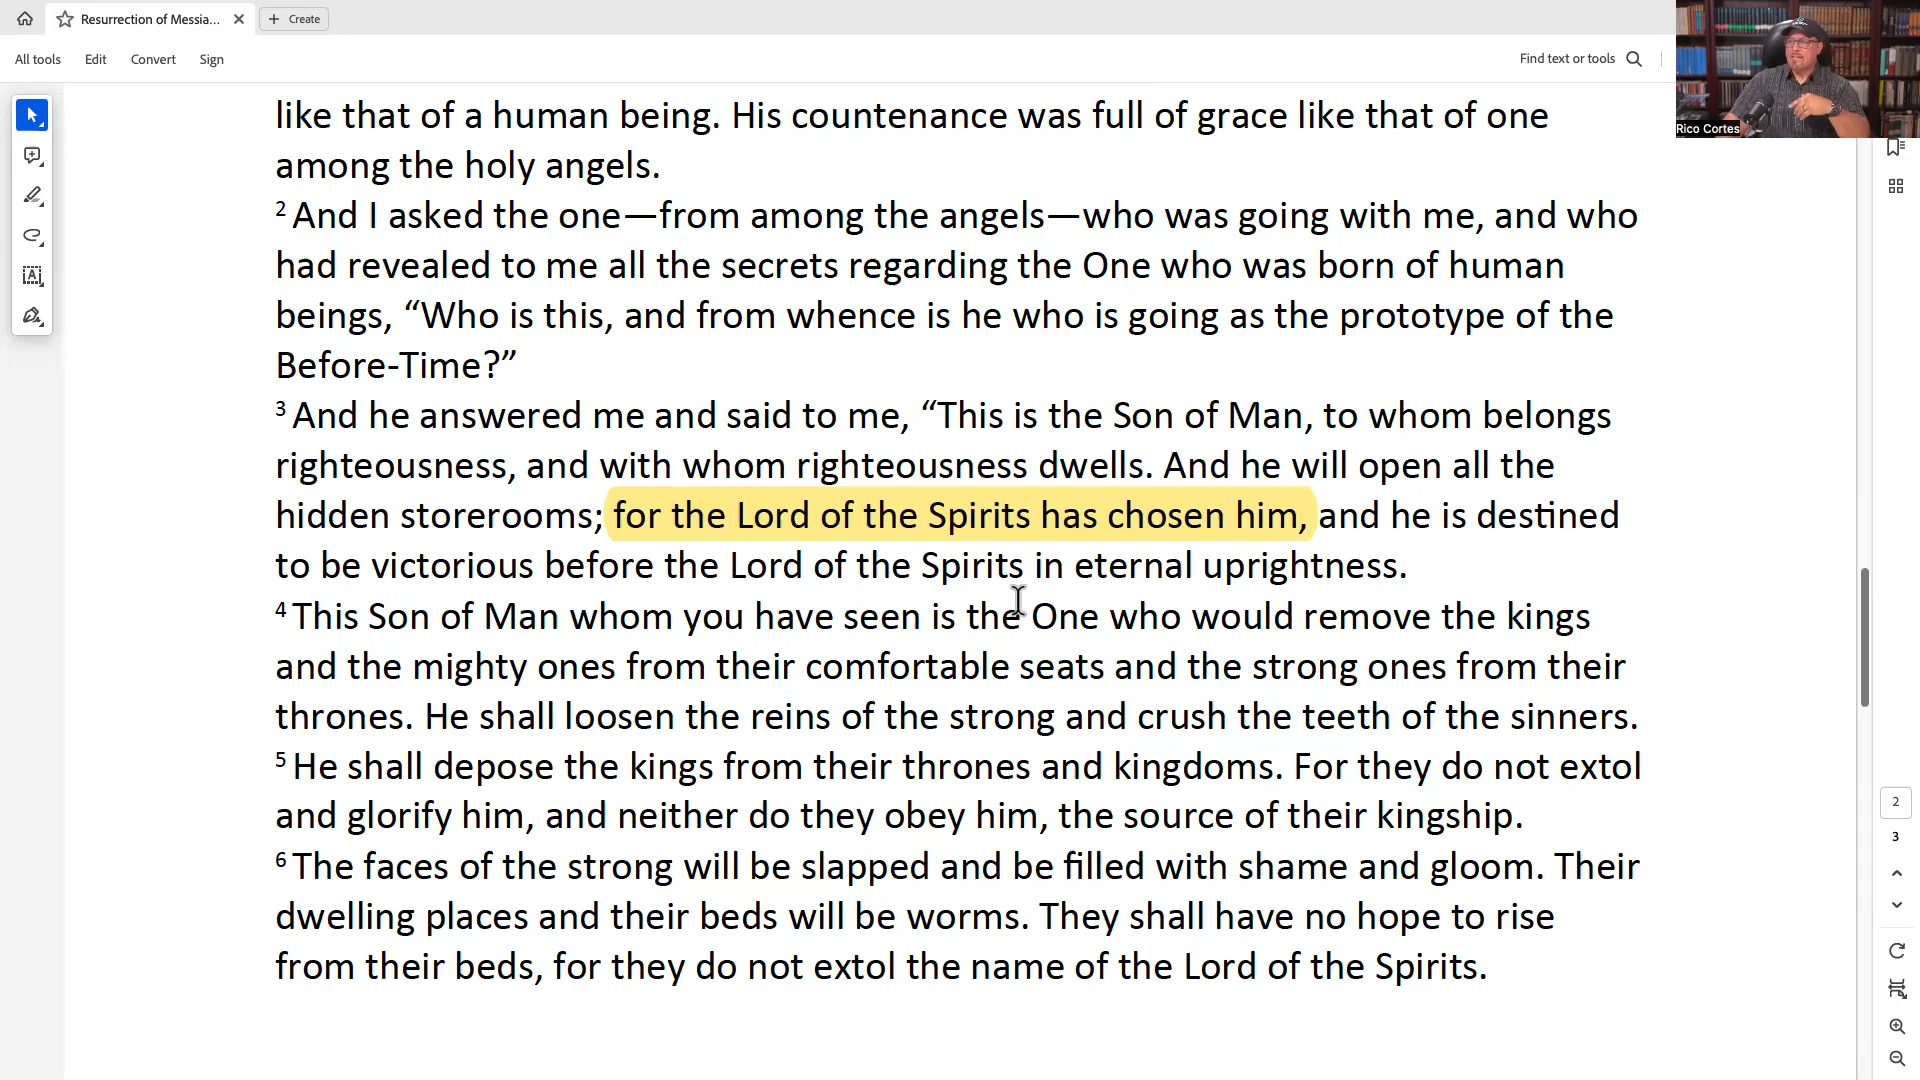 Resurrection of Messia...
Create
All tools
Edit
Convert
Sign
Find text or tools
Rico Cortes
like that of a human being. His countenance was full of grace like that of one
among the holy angels.
2 And I asked the one—from among the angels—who was going with me, and who
had revealed to me all the secrets regarding the One who was born of human
beings, “Who is this, and from whence is he who is going as the prototype of the
Before-Time?”
3 And he answered me and said to me, “This is the Son of Man, to whom belongs
righteousness, and with whom righteousness dwells. And he will open all the
hidden storerooms; for the Lord of the Spirits has chosen him, and he is destined
to be victorious before the Lord of the Spirits in eternal uprightness.
4 This Son of Man whom you have seen is the One who would remove the kings
and the mighty ones from their comfortable seats and the strong ones from their
thrones. He shall loosen the reins of the strong and crush the teeth of the sinners.
5 He shall depose the kings from their thrones and kingdoms. For they do not extol
and glorify him, and neither do they obey him, the source of their kingship.
6 The faces of the strong will be slapped and be filled with shame and gloom. Their
dwelling places and their beds will be worms. They shall have no hope to rise
from their beds, for they do not extol the name of the Lord of the Spirits.
2
3